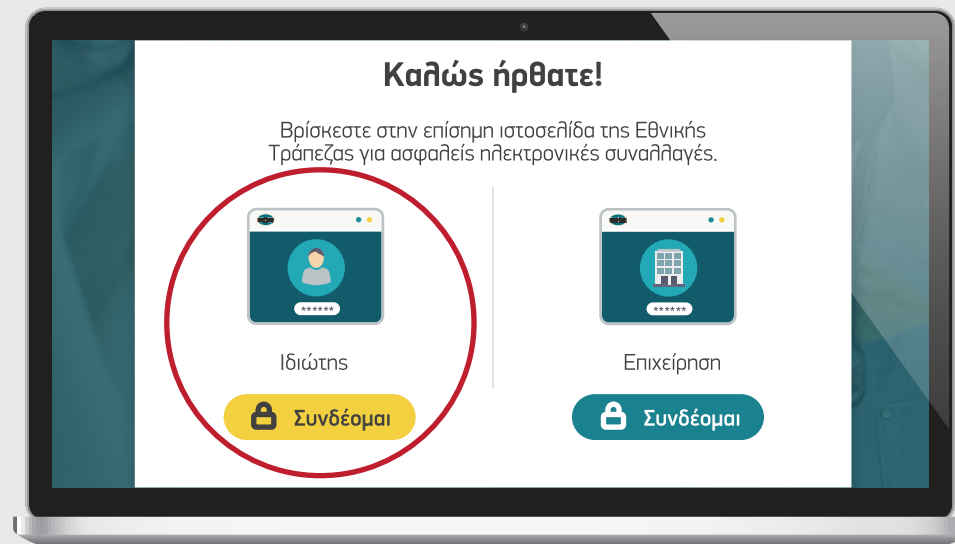 Καλώς ήρθατε!
Βρίσκεστε στην επίσημη ιστοσελίδα της Εθνικής
Τράπεζας για ασφαλείς ηλεκτρονικές συναλλαγές.
******
******
Ιδιώτης
Επιχείρηση
Συνδέομαι
Συνδέομαι